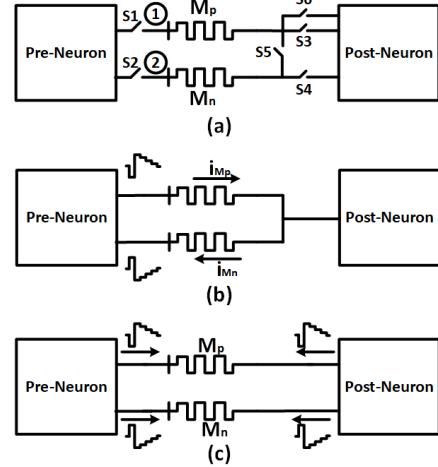 Mp
S1
1
S3
Pre-Neuron
S5
Post-Neuron
S2
2
S4
Mn
(a)
iMp
Pre-Neuron
Post-Neuron
iMn
(b)
Mp
Pre-Neuron
Post-Neuron
Mn
(c)